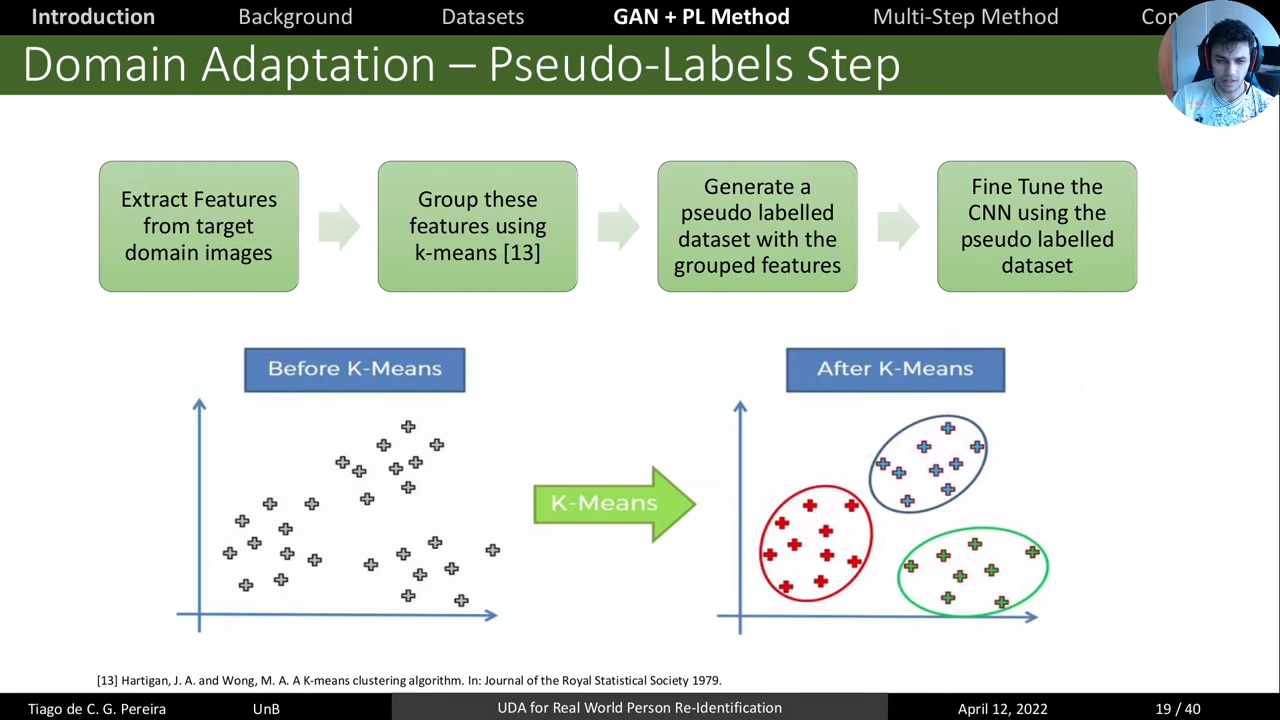 Introduction Background Datasets GAN + PL Method Multi-Step Method Con
Domain Adaptation – Pseudo-Labels Step
Extract Features
from target
domain images
Group these
features using
k-means [13]
Generate a
pseudo labelled
dataset with the
grouped features
Fine Tune the
CNN using the
pseudo labelled
dataset
Before K-Means
K-Means
After K-Means
[13] Hartigan, J. A. and Wong, M. A. A K-means clustering algorithm. In: Journal of the Royal Statistical Society 1979.
Tiago de C. G. Pereira UnB UDA for Real World Person Re-Identification April 12, 2022 19 / 40